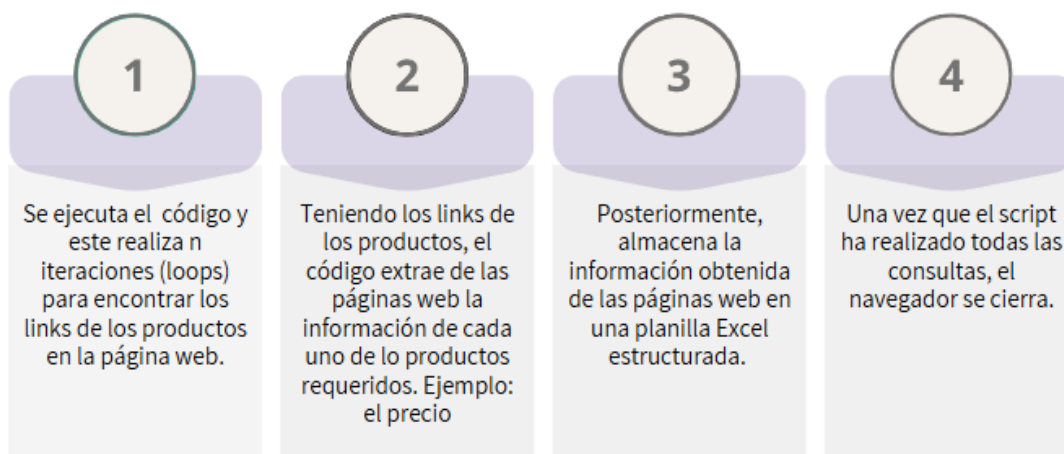 1
Se ejecuta el código y
este realiza n
iteraciones (loops)
para encontrar los
links de los productos
en la página web.
2
Teniendo los links de
los productos, el
código extrae de las
páginas web la
información de cada
uno de lo productos
requeridos. Ejemplo:
el precio
3
Posteriormente,
almacena la
información obtenida
de las páginas web en
una planilla Excel
estructurada.
4
Una vez que el script
ha realizado todas las
consultas, el
navegador se cierra.